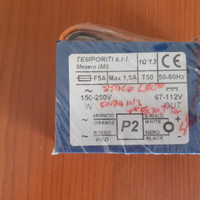 TEMPORITI s.r.l.
Mesero (MI)
10/13
F5A Max 1,5A T50 50-60Hz
150-250V 67-112V
IN OUT
ARANCIO
ORANGE
ROSSO
RED
P2
BIANCO
WHITE
NERO
BLACK